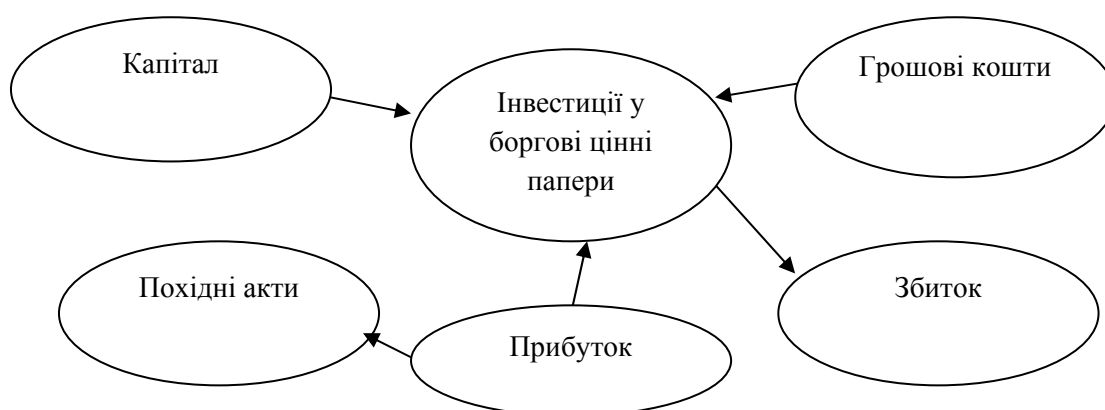 Капітал
Грошові кошти
Інвестиції у
боргові цінні
папери
Похідні акти
Прибуток
Збиток